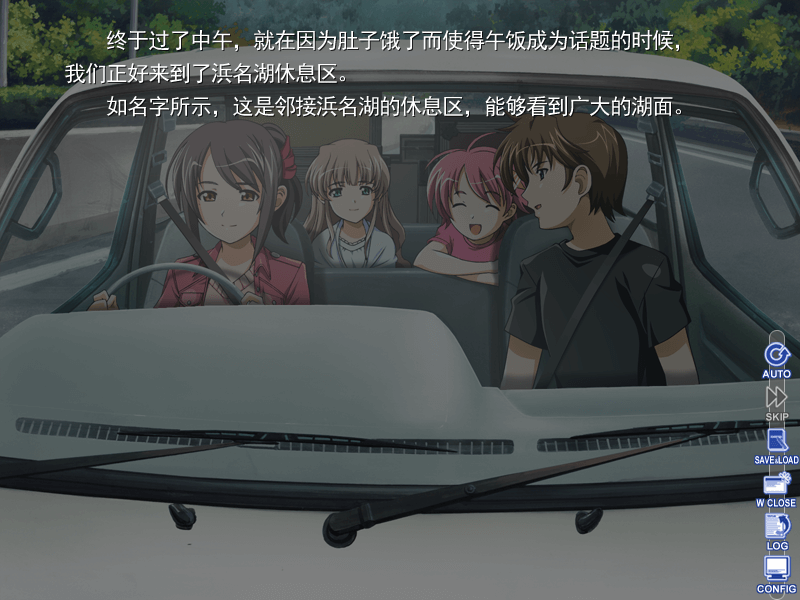 终于过了中午，就在因为肚子饿了而使得午饭成为话题的时候，
我们正好来到了浜名湖休息区。
如名字所示，这是邻接浜名湖的休息区，能够看到广大的湖面。
AUTO
SKIP
SAVE&LOAD
W CLOSE
LOG
CONFIG